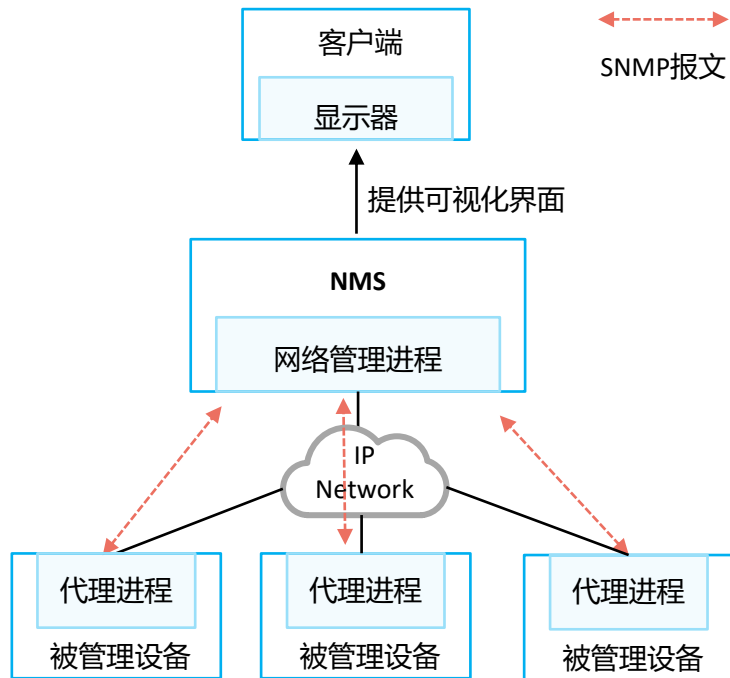 客户端
显示器
SNMP报文
提供可视化界面
NMS
网络管理进程
IP
Network
代理进程
代理进程
代理进程
被管理设备
被管理设备
被管理设备